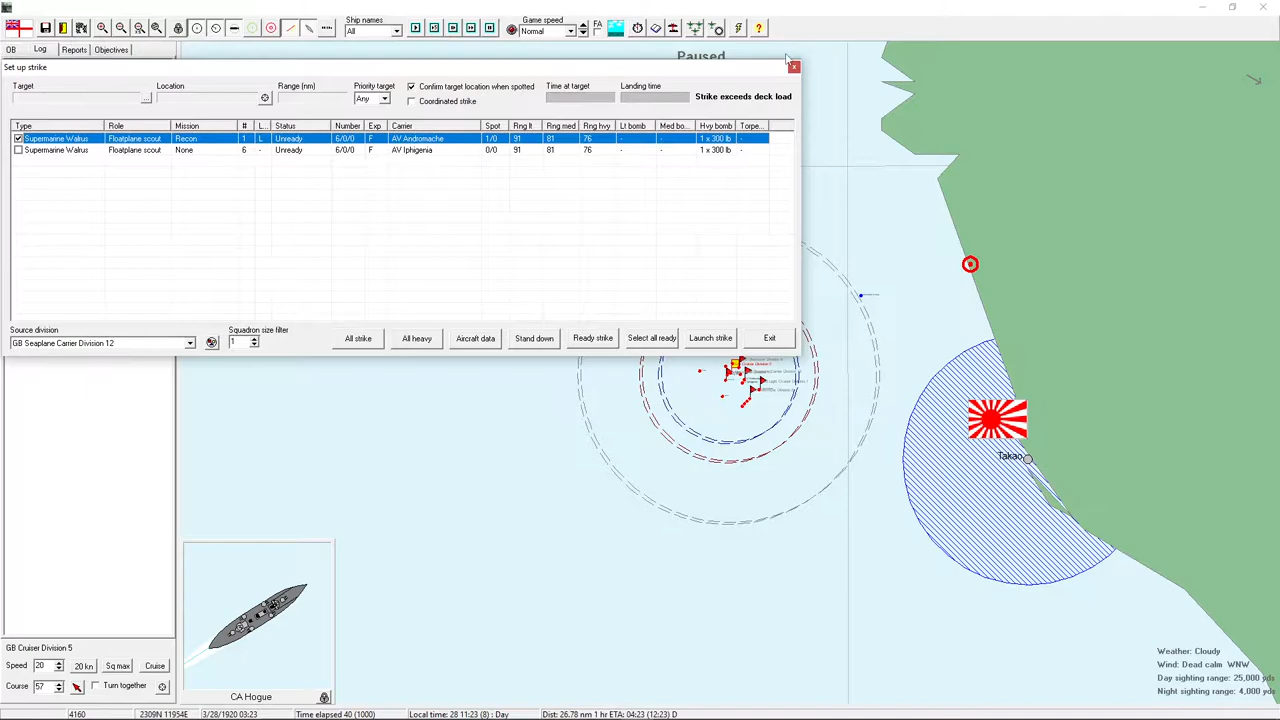 Ship names
Game speed
All
Normal
FA
OB Log Reports Objectives
Paused
Set up strike
Target Location Range (nm) Priority target Confirm target location when spotted Time at target Landing time
Any Coordinated strike Strike exceeds deck load
Type Role Mission # L... Status Number Exp Carrier Spot Rng lt Rng med Rng hvy Lt bomb Med bo... Hvy bomb Torpe...
Supermarine Walrus Floatplane scout Recon 1 L Unready 6/0/0 F AV Andromache 1/0 91 81 76 - - 1 x 300 lb -
Supermarine Walrus Floatplane scout None 6 - Unready 6/0/0 F AV Iphigenia 0/0 91 81 76 - - 1 x 300 lb -
Source division Squadron size filter
GB Seaplane Carrier Division 12 1 All strike All heavy Aircraft data Stand down Ready strike Select all ready Launch strike Exit
Takao
GB Cruiser Division 5
Speed 20 20 kn Sq max Cruise
Course 57 Turn together
CA Hogue
Weather: Cloudy
Wind: Dead calm WNW
Day sighting range: 25,000 yds
Night sighting range: 4,000 yds
4160 2309N 11954E 3/28/1920 03:23 Time elapsed 40 (1000) Local time: 28 11:23 (8) : Day Dist: 26.78 nm 1 hr ETA: 04:23 (12:23) D